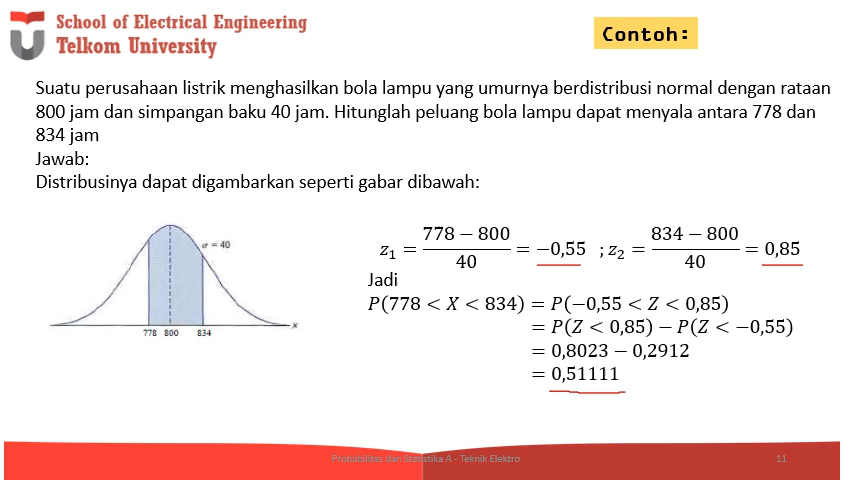 School of Electrical Engineering
Telkom University
Contoh:
Suatu perusahaan listrik menghasilkan bola lampu yang umurnya berdistribusi normal dengan rataan
800 jam dan simpangan baku 40 jam. Hitunglah peluang bola lampu dapat menyala antara 778 dan
834 jam
Jawab:
Distribusinya dapat digambarkan seperti gabar dibawah:
σ = 40
778 800 834
x
z₁ = (778 − 800)/40 = −0,55 ; z₂ = (834 − 800)/40 = 0,85
Jadi
P(778 < X < 834) = P(−0,55 < Z < 0,85)
= P(Z < 0,85) − P(Z < −0,55)
= 0,8023 − 0,2912
= 0,51111
Probabilitas dan Statistika A - Teknik Elektro
11